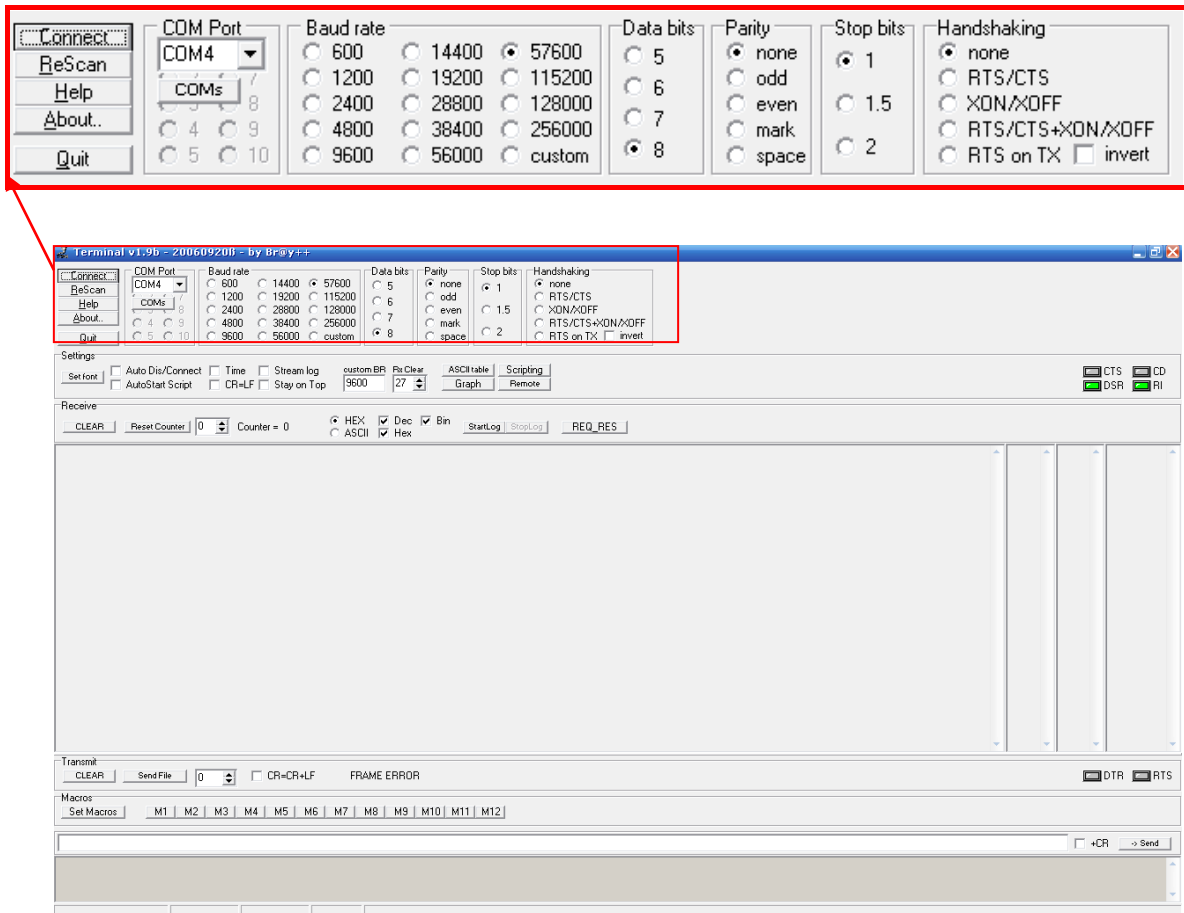 Connect
ReScan
Help
About..
Quit
COM Port
COM4
COMs
7
3 8
4 9
5 10
Baud rate
600 14400 57600
1200 19200 115200
2400 28800 128000
4800 38400 256000
9600 56000 custom
Data bits
5
6
7
8
Parity
none
odd
even
mark
space
Stop bits
1
1.5
2
Handshaking
none
RTS/CTS
XON/XOFF
RTS/CTS+XON/XOFF
RTS on TX invert
Terminal v1.9b - 20060920B - by Br@y++
Connect
ReScan
Help
About..
Quit
COM Port
COM4
COMs
7
8
4 9
5 10
Baud rate
600 14400 57600
1200 19200 115200
2400 28800 128000
4800 38400 256000
9600 56000 custom
Data bits
5
6
7
8
Parity
none
odd
even
mark
space
Stop bits
1
1.5
2
Handshaking
none
RTS/CTS
XON/XOFF
RTS/CTS+XON/XOFF
RTS on TX invert
Settings
Set font
Auto Dis/Connect Time Stream log
AutoStart Script CR=LF Stay on Top
custom BR Rx Clear
9600 27
ASCII table Scripting
Graph Remote
CTS CD
DSR RI
Receive
CLEAR Reset Counter 0 Counter = 0
HEX Dec Bin
ASCII Hex
StartLog StopLog REQ_RES
Transmit
CLEAR Send File 0 CR=CR+LF FRAME ERROR DTR RTS
Macros
Set Macros M1 M2 M3 M4 M5 M6 M7 M8 M9 M10 M11 M12
+CR -> Send